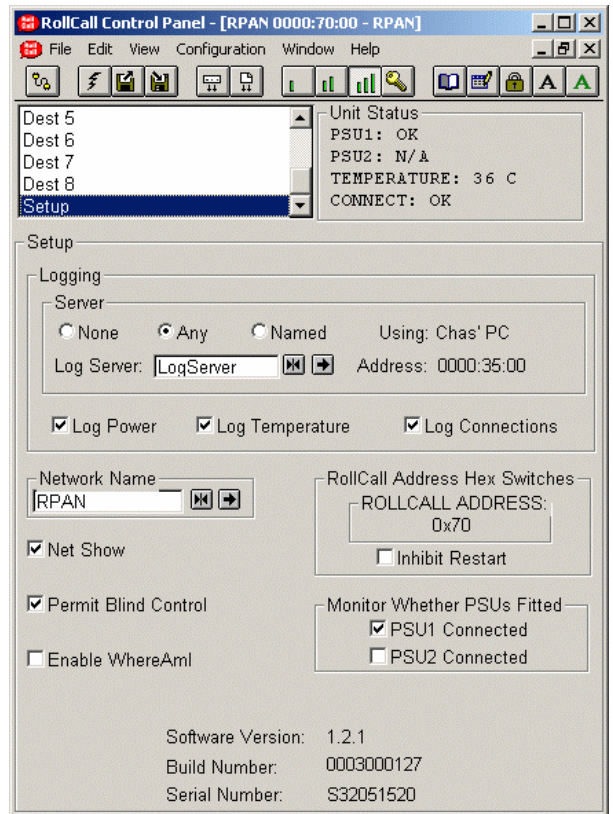 RollCall Control Panel - [RPAN 0000:70:00 - RPAN]
File Edit View Configuration Window Help
A A
Dest 5
Dest 6
Dest 7
Dest 8
Setup
Unit Status
PSU1: OK
PSU2: N/A
TEMPERATURE: 36 C
CONNECT: OK
Setup
Logging
Server
None Any Named Using: Chas' PC
Log Server: LogServer Address: 0000:35:00
Log Power Log Temperature Log Connections
Network Name
RPAN
Net Show
Permit Blind Control
Enable WhereAmI
RollCall Address Hex Switches
ROLLCALL ADDRESS:
0x70
Inhibit Restart
Monitor Whether PSUs Fitted
PSU1 Connected
PSU2 Connected
Software Version: 1.2.1
Build Number: 0003000127
Serial Number: S32051520